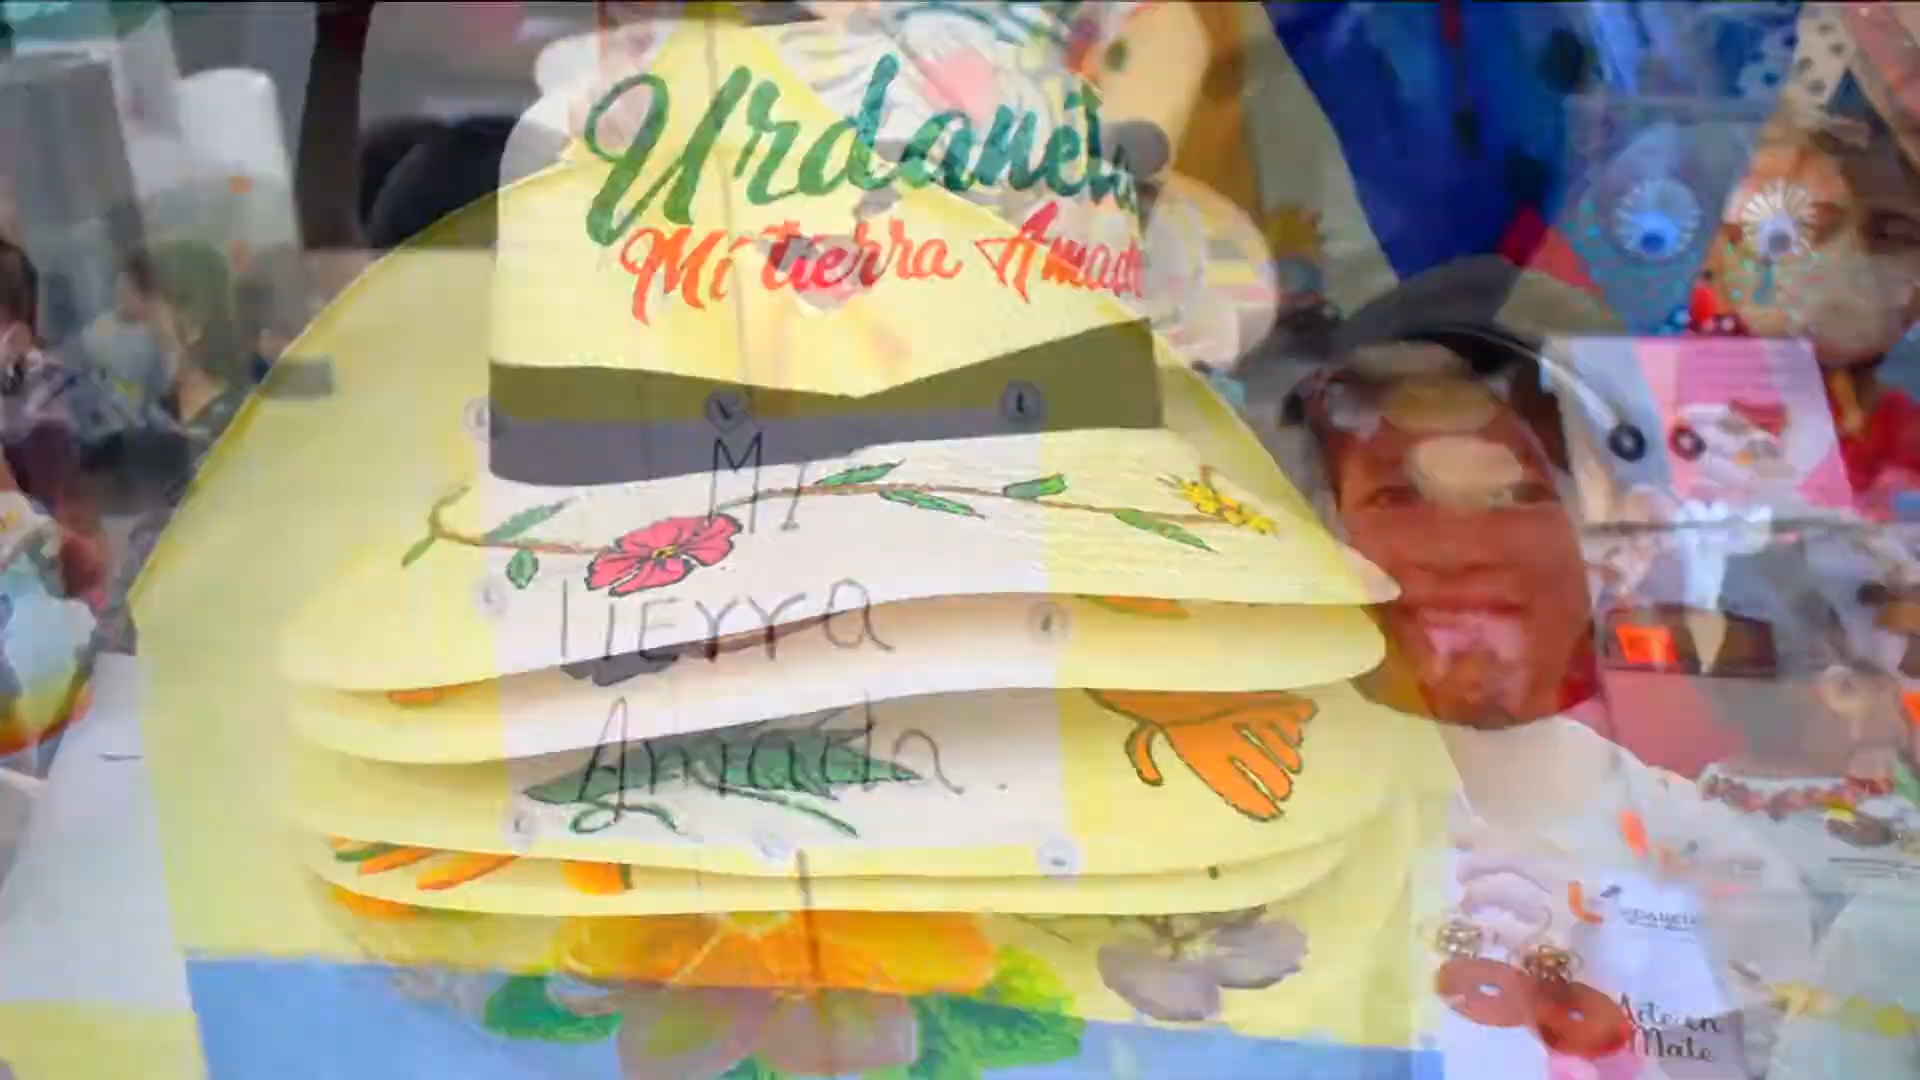 Urdaneta
Mi tierra Amada
Mi
tierra
Amada.
Arte en
Mate